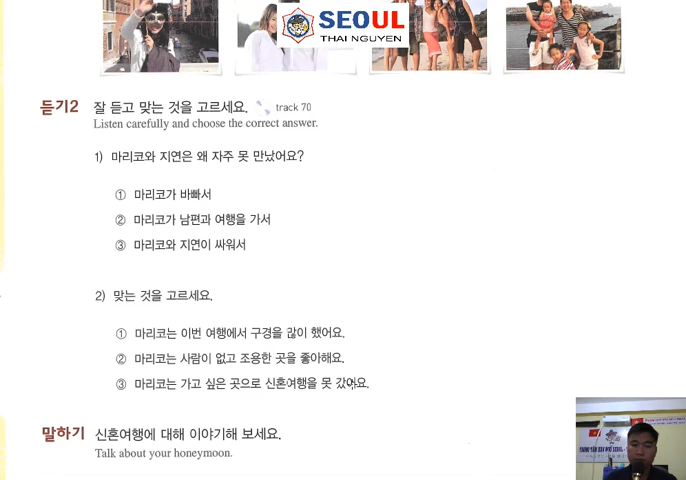 SEOUL
THAI NGUYEN
듣기2 잘 듣고 맞는 것을 고르세요. track 70
Listen carefully and choose the correct answer.
1) 마리코와 지연은 왜 자주 못 만났어요?
① 마리코가 바빠서
② 마리코가 남편과 여행을 가서
③ 마리코와 지연이 싸워서
2) 맞는 것을 고르세요.
① 마리코는 이번 여행에서 구경을 많이 했어요.
② 마리코는 사람이 없고 조용한 곳을 좋아해요.
③ 마리코는 가고 싶은 곳으로 신혼여행을 못 갔어요.
말하기 신혼여행에 대해 이야기해 보세요.
Talk about your honeymoon.